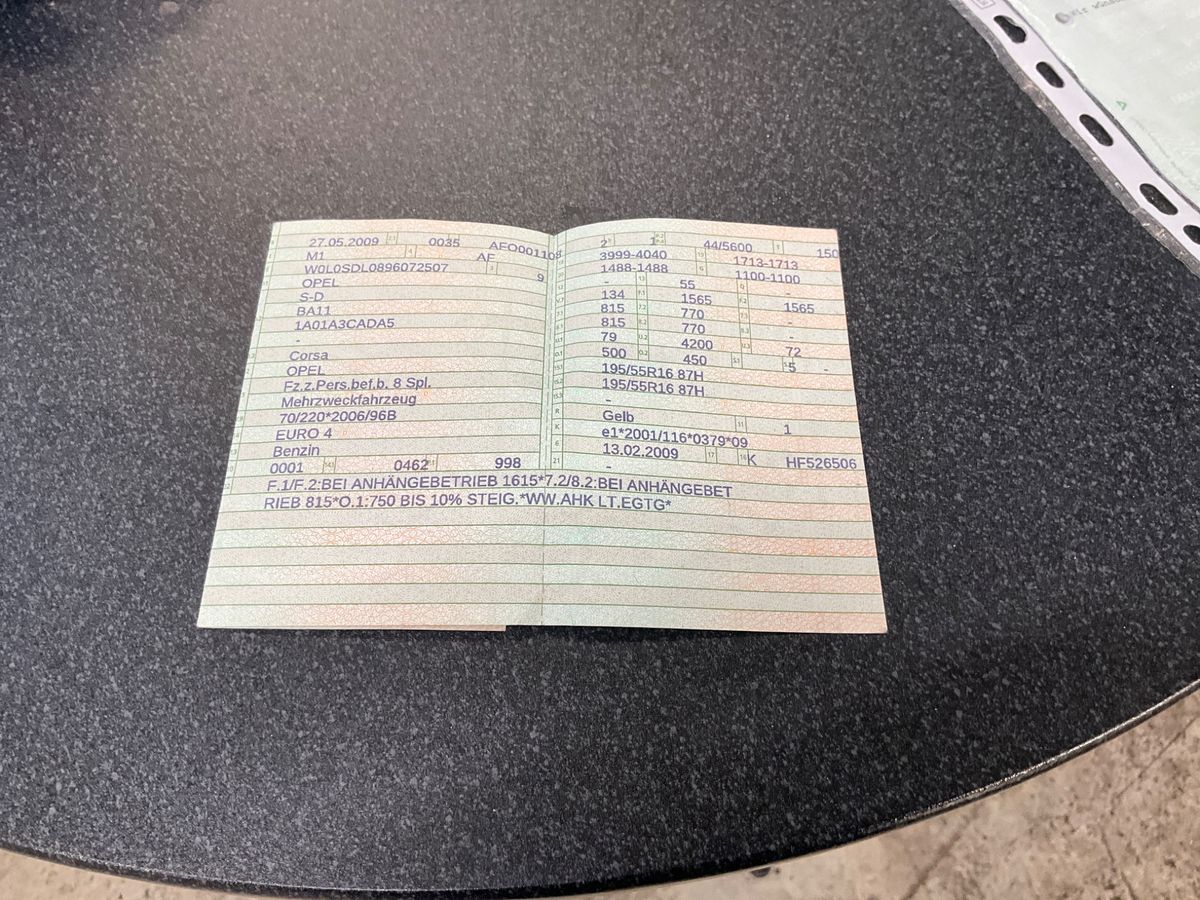 27.05.2009 0035 AFO001108
M1 AF
W0L0SDL0896072507 9
OPEL
S-D
BA11
1A01A3CADA5
-
Corsa
OPEL
Fz.z.Pers.bef.b. 8 Spl.
Mehrzweckfahrzeug
70/220*2006/96B
EURO 4
Benzin
0001 0462 998
2 1 44/5600 150
3999-4040 1713-1713
1488-1488 1100-1100
- 55 -
134 1565 1565
815 770 -
815 770 -
79 4200 72
500 450 5 -
195/55R16 87H
195/55R16 87H
-
Gelb 1
e1*2001/116*0379*09
13.02.2009 K HF526506
-
F.1/F.2:BEI ANHÄNGEBETRIEB 1615*7.2/8.2:BEI ANHÄNGEBET
RIEB 815*O.1:750 BIS 10% STEIG.*WW.AHK LT.EGTG*